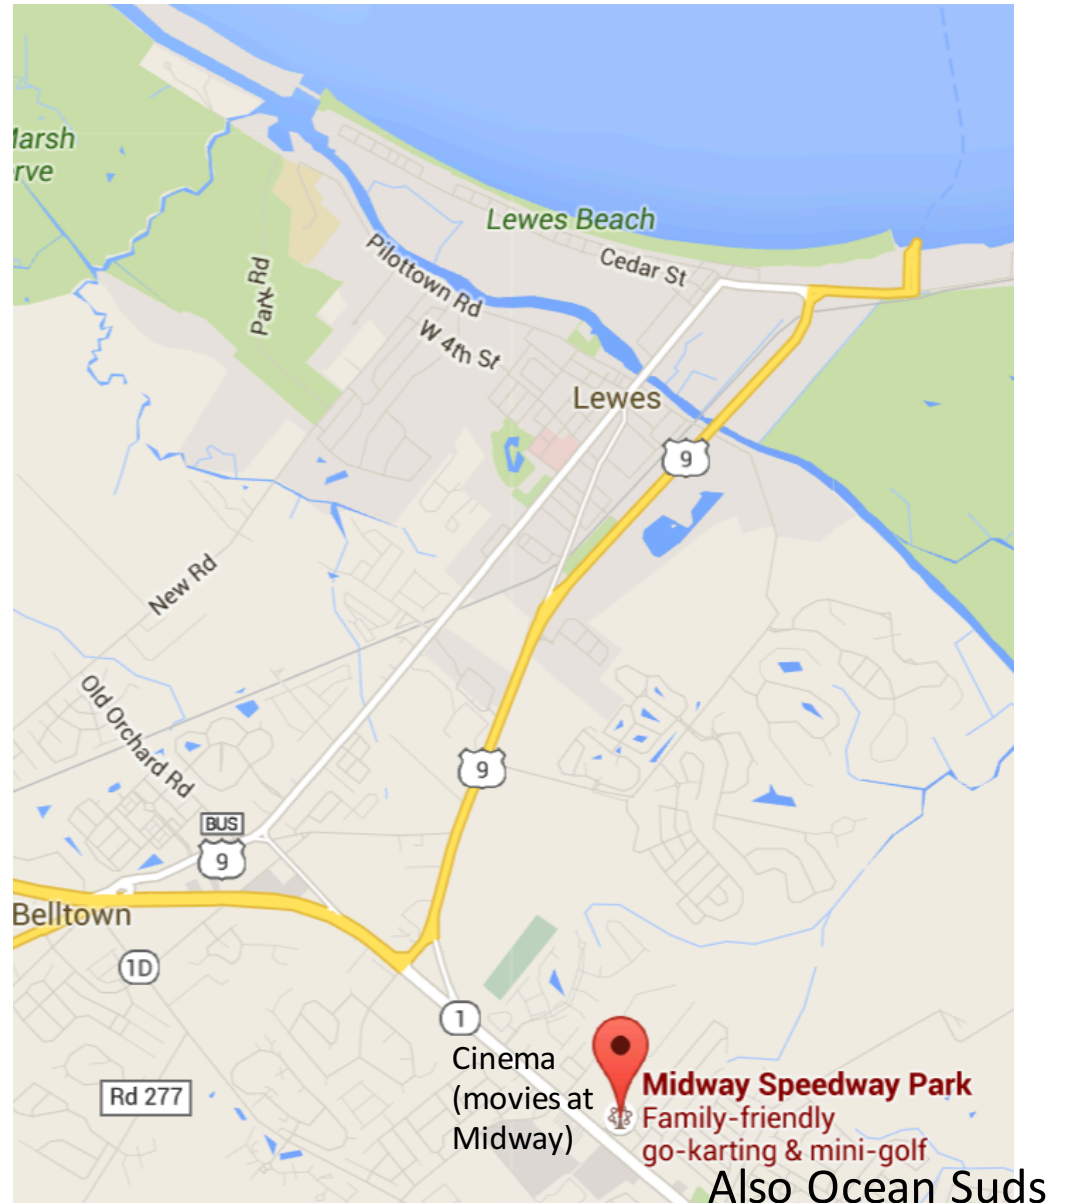 Marsh
rve
Lewes Beach
Cedar St
Park Rd
Pilottown Rd
W 4th St
Lewes
9
New Rd
Old Orchard Rd
9
BUS
9
Belltown
1D
1
Cinema
(movies at
Midway)
Rd 277
Midway Speedway Park
Family-friendly
go-karting & mini-golf
Also Ocean Suds